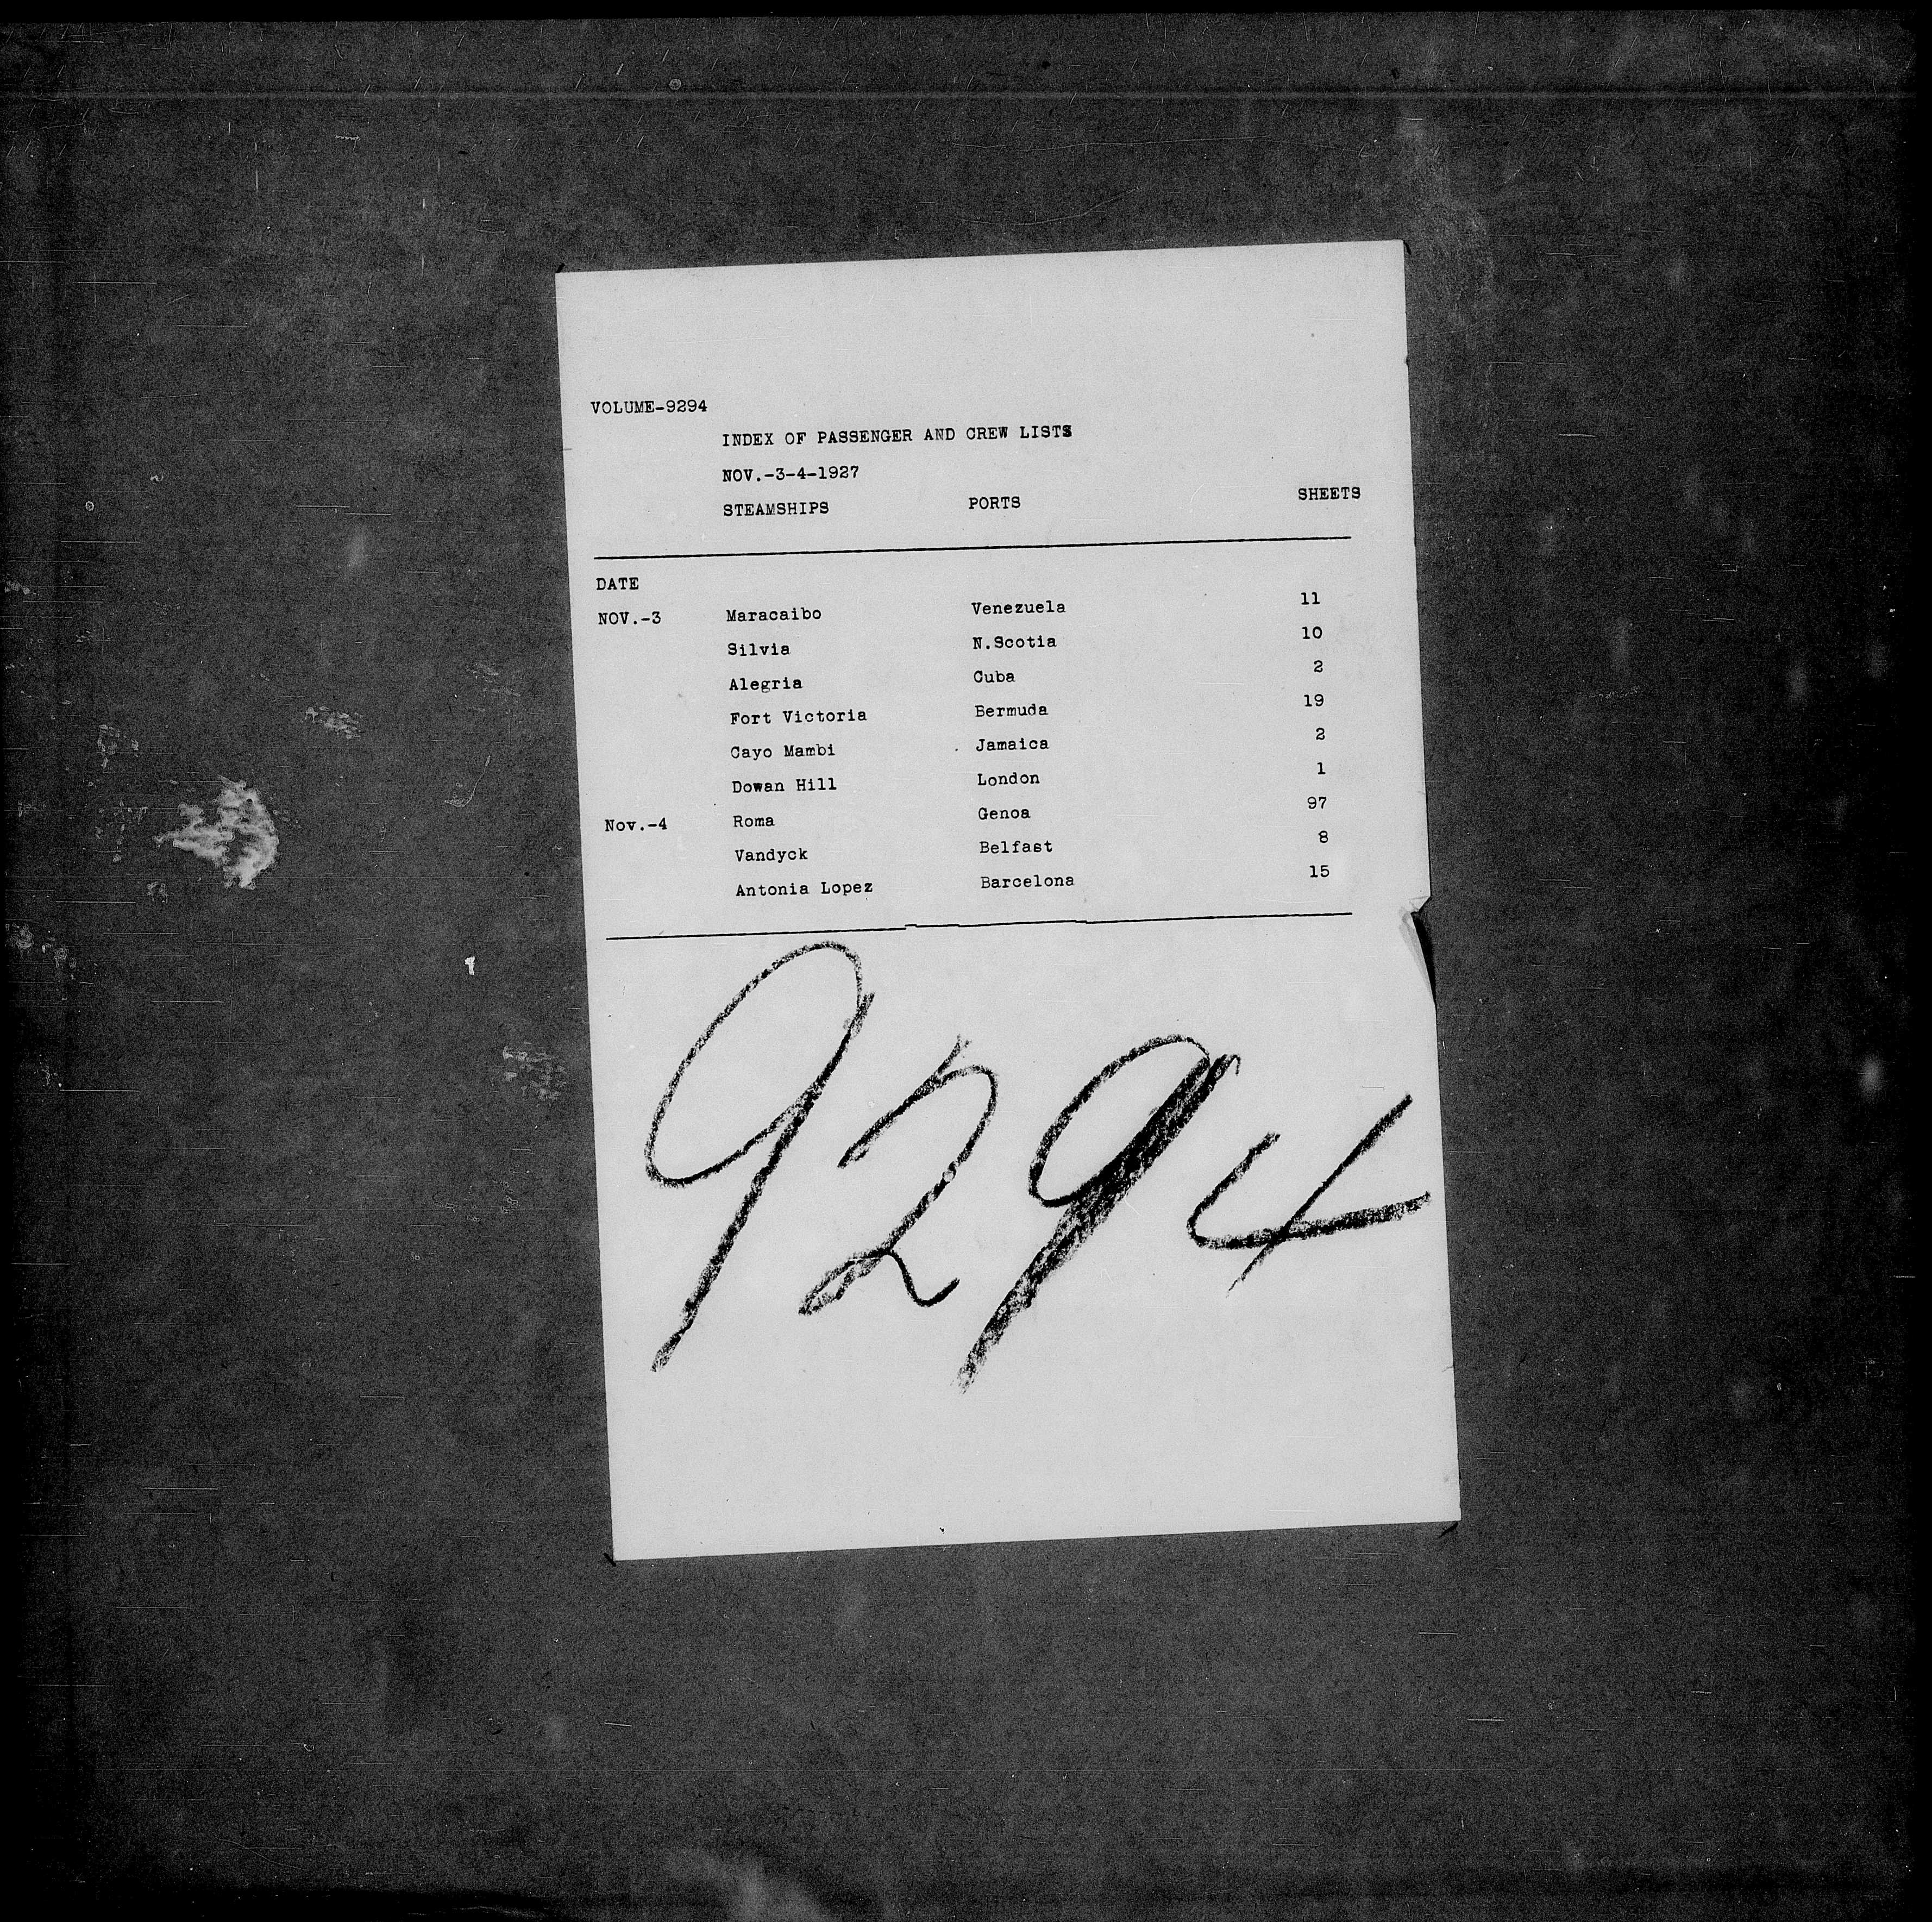 VOLUME-9294
INDEX OF PASSENGER AND CREW LISTS
NOV.-3-4-1927
STEAMSHIPS PORTS SHEETS
DATE
NOV.-3 Maracaibo Venezuela 11
Silvia N.Scotia 10
Alegria Cuba 2
Fort Victoria Bermuda 19
Cayo Mambi Jamaica 2
Dowan Hill London 1
Nov.-4 Roma Genoa 97
Vandyck Belfast 8
Antonia Lopez Barcelona 15
9294